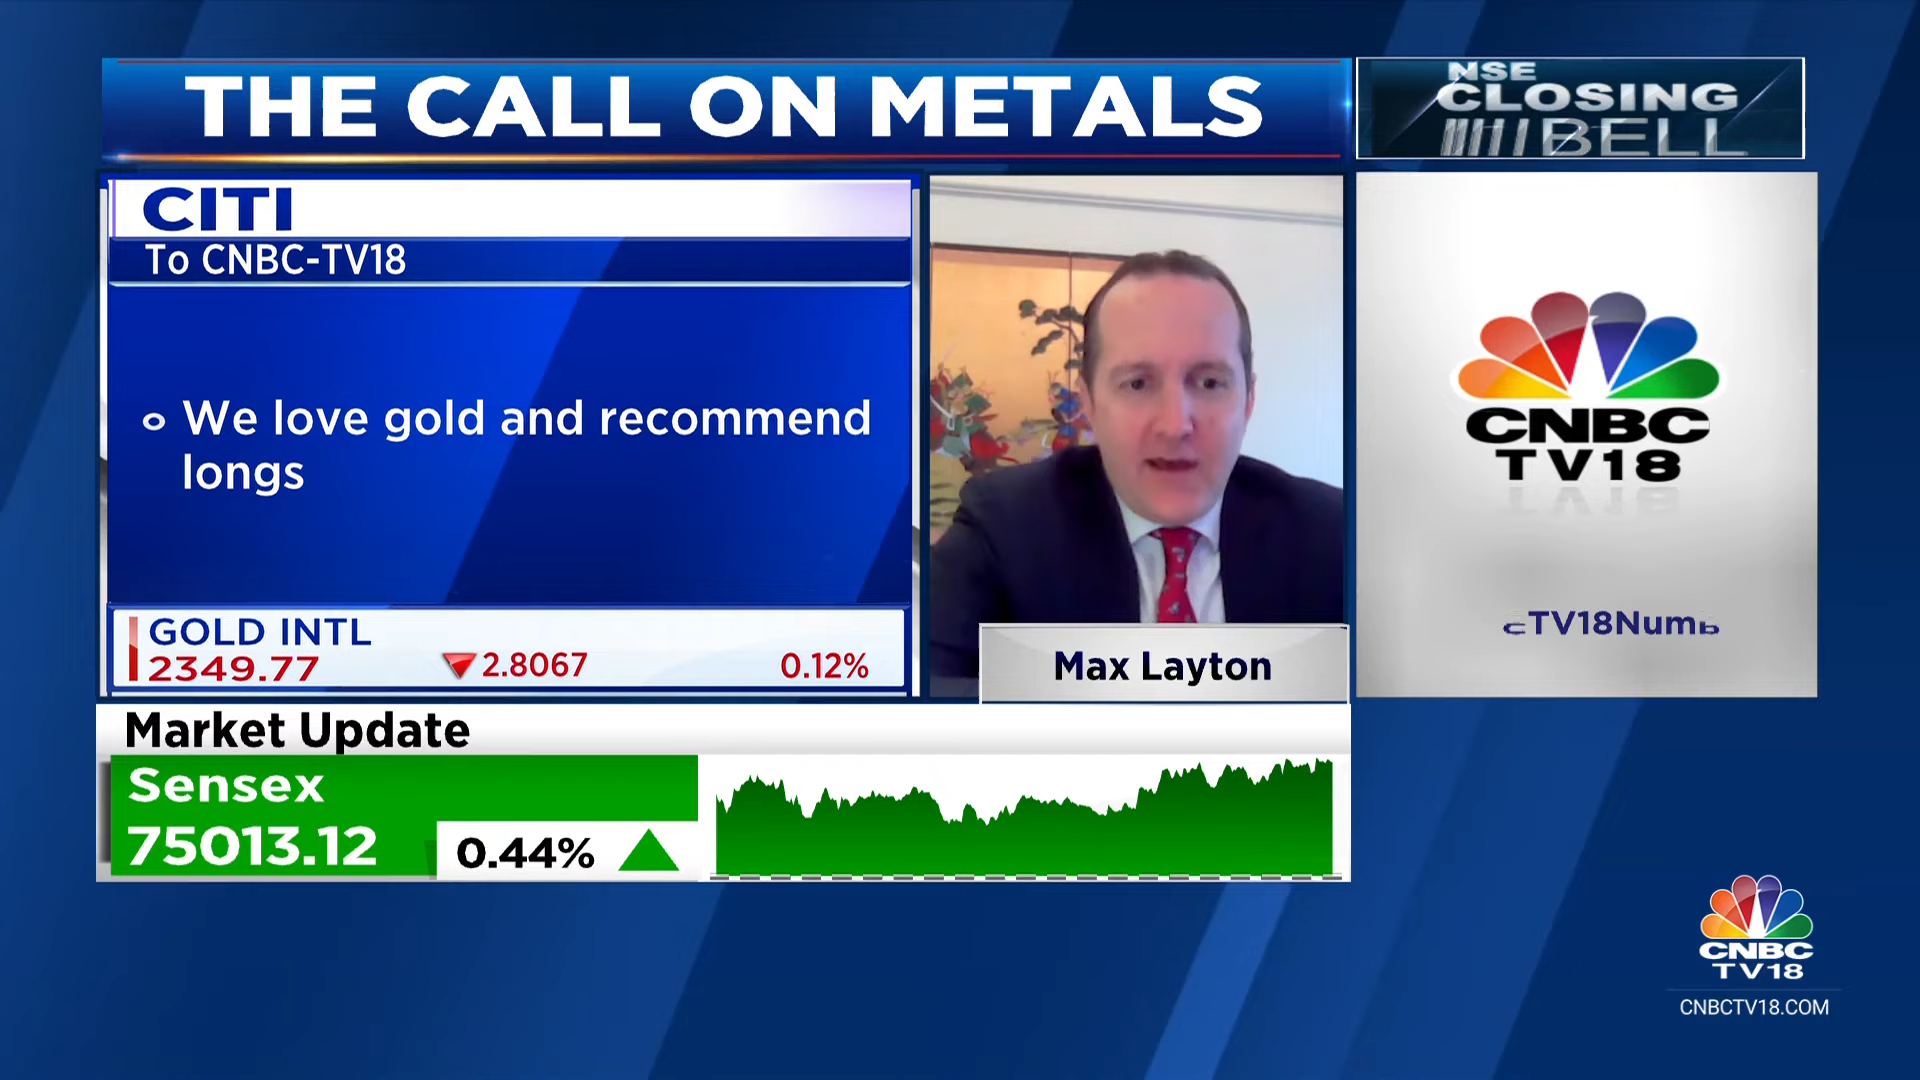 THE CALL ON METALS
NSE
CLOSING
BELL
CITI
To CNBC-TV18
We love gold and recommend
longs
GOLD INTL
2349.77 2.8067 0.12%
Max Layton
CNBC
TV18
Market Update
Sensex
75013.12 0.44%
CNBC
TV18
CNBCTV18.COM